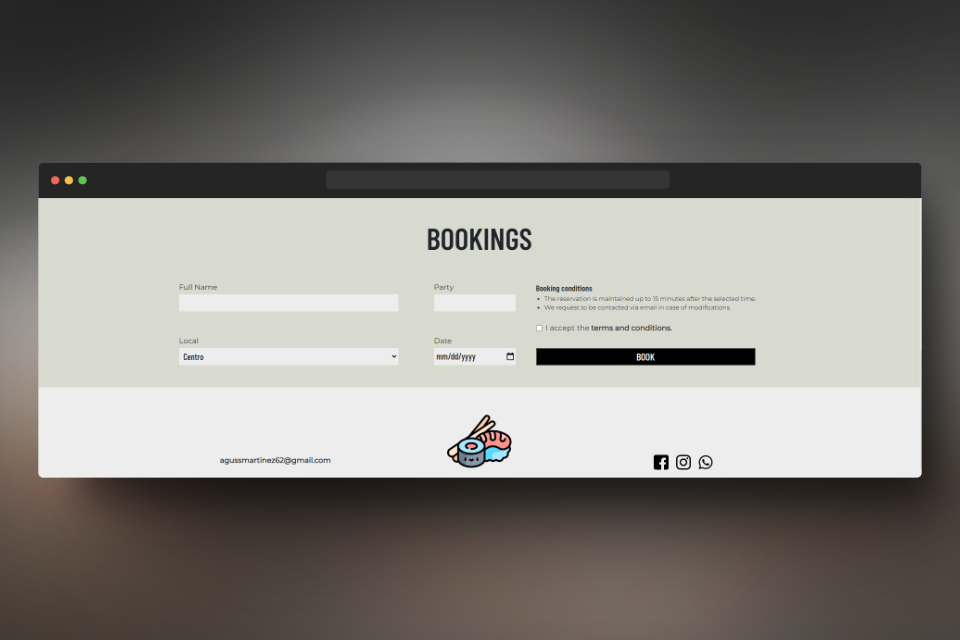 BOOKINGS
Full Name
Party
Booking conditions
The reservation is maintained up to 15 minutes after the selected time.
We request to be contacted via email in case of modifications.
I accept the terms and conditions.
Local
Centro
Date
mm/dd/yyyy
BOOK
agussmartinez62@gmail.com